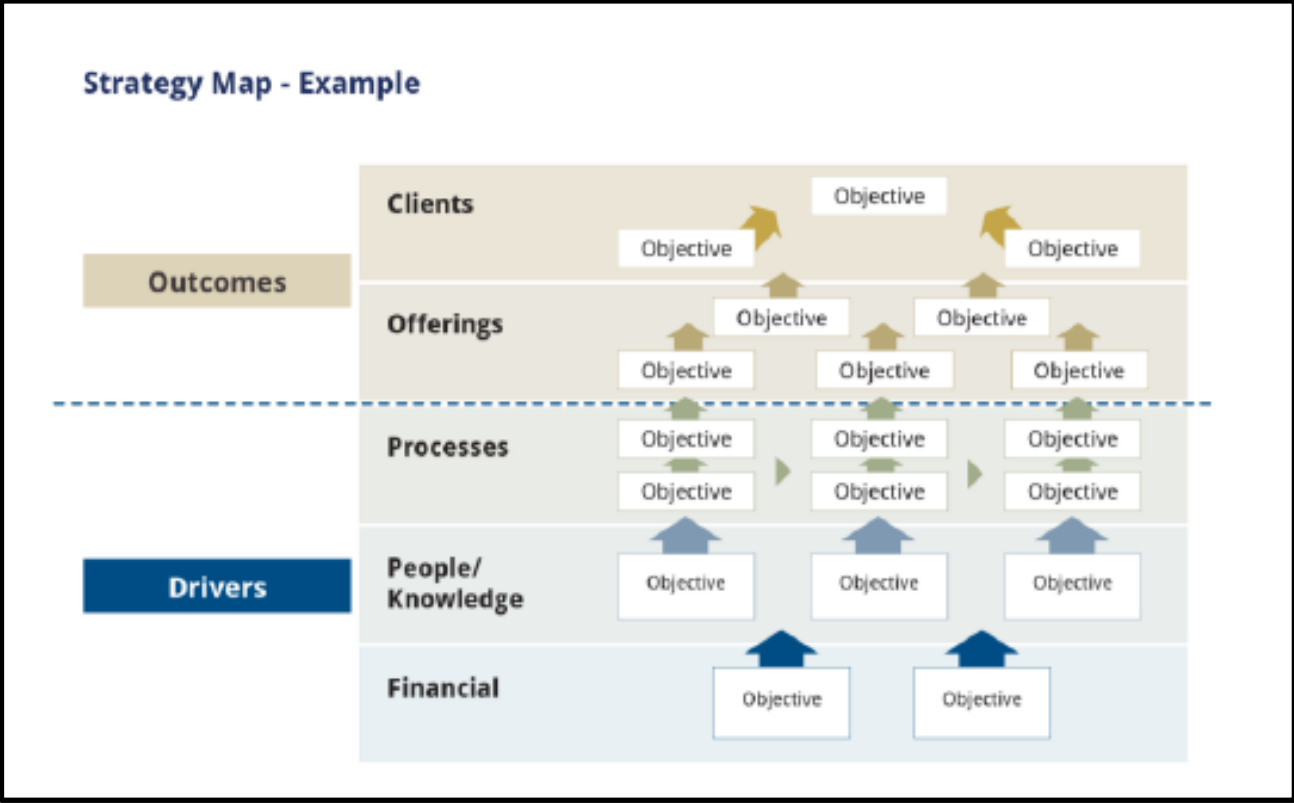 Strategy Map - Example
Clients
Objective
Objective
Objective
Outcomes
Offerings
Objective
Objective
Objective
Objective
Objective
Processes
Objective
Objective
Objective
Objective
Objective
Objective
Drivers
People/
Knowledge
Objective
Objective
Objective
Financial
Objective
Objective